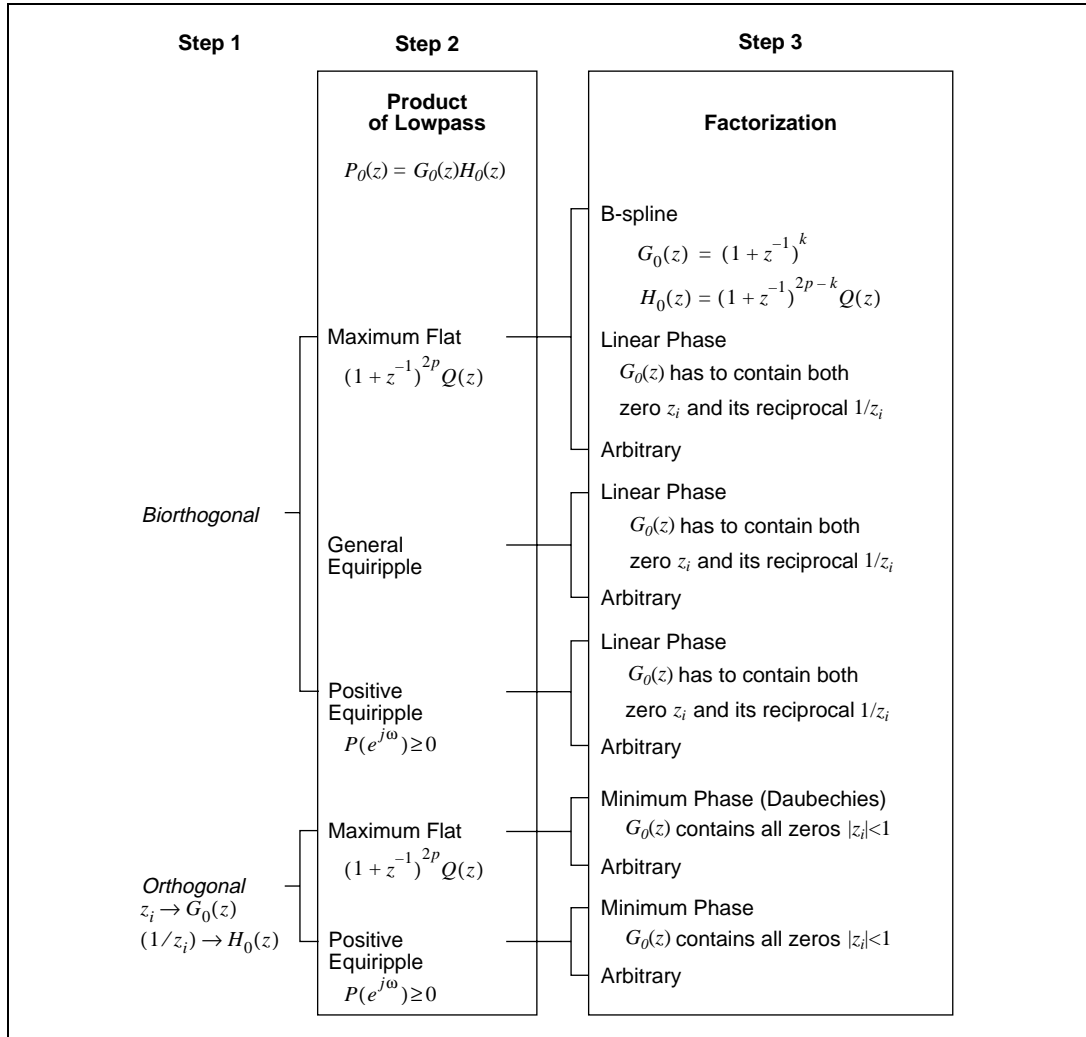 Step 1
Step 2
Step 3
Product
of Lowpass
P₀(z) = G₀(z)H₀(z)
Factorization
Biorthogonal
Maximum Flat
(1 + z⁻¹)²ᵖQ(z)
B-spline
G₀(z) = (1 + z⁻¹)ᵏ
H₀(z) = (1 + z⁻¹)²ᵖ⁻ᵏQ(z)
Linear Phase
G₀(z) has to contain both
zero zᵢ and its reciprocal 1/zᵢ
Arbitrary
General
Equiripple
Linear Phase
G₀(z) has to contain both
zero zᵢ and its reciprocal 1/zᵢ
Arbitrary
Positive
Equiripple
P(e^{jω})≥0
Linear Phase
G₀(z) has to contain both
zero zᵢ and its reciprocal 1/zᵢ
Arbitrary
Orthogonal
zᵢ → G₀(z)
(1/zᵢ) → H₀(z)
Maximum Flat
(1 + z⁻¹)²ᵖQ(z)
Minimum Phase (Daubechies)
G₀(z) contains all zeros |zᵢ|<1
Arbitrary
Positive
Equiripple
P(e^{jω})≥0
Minimum Phase
G₀(z) contains all zeros |zᵢ|<1
Arbitrary